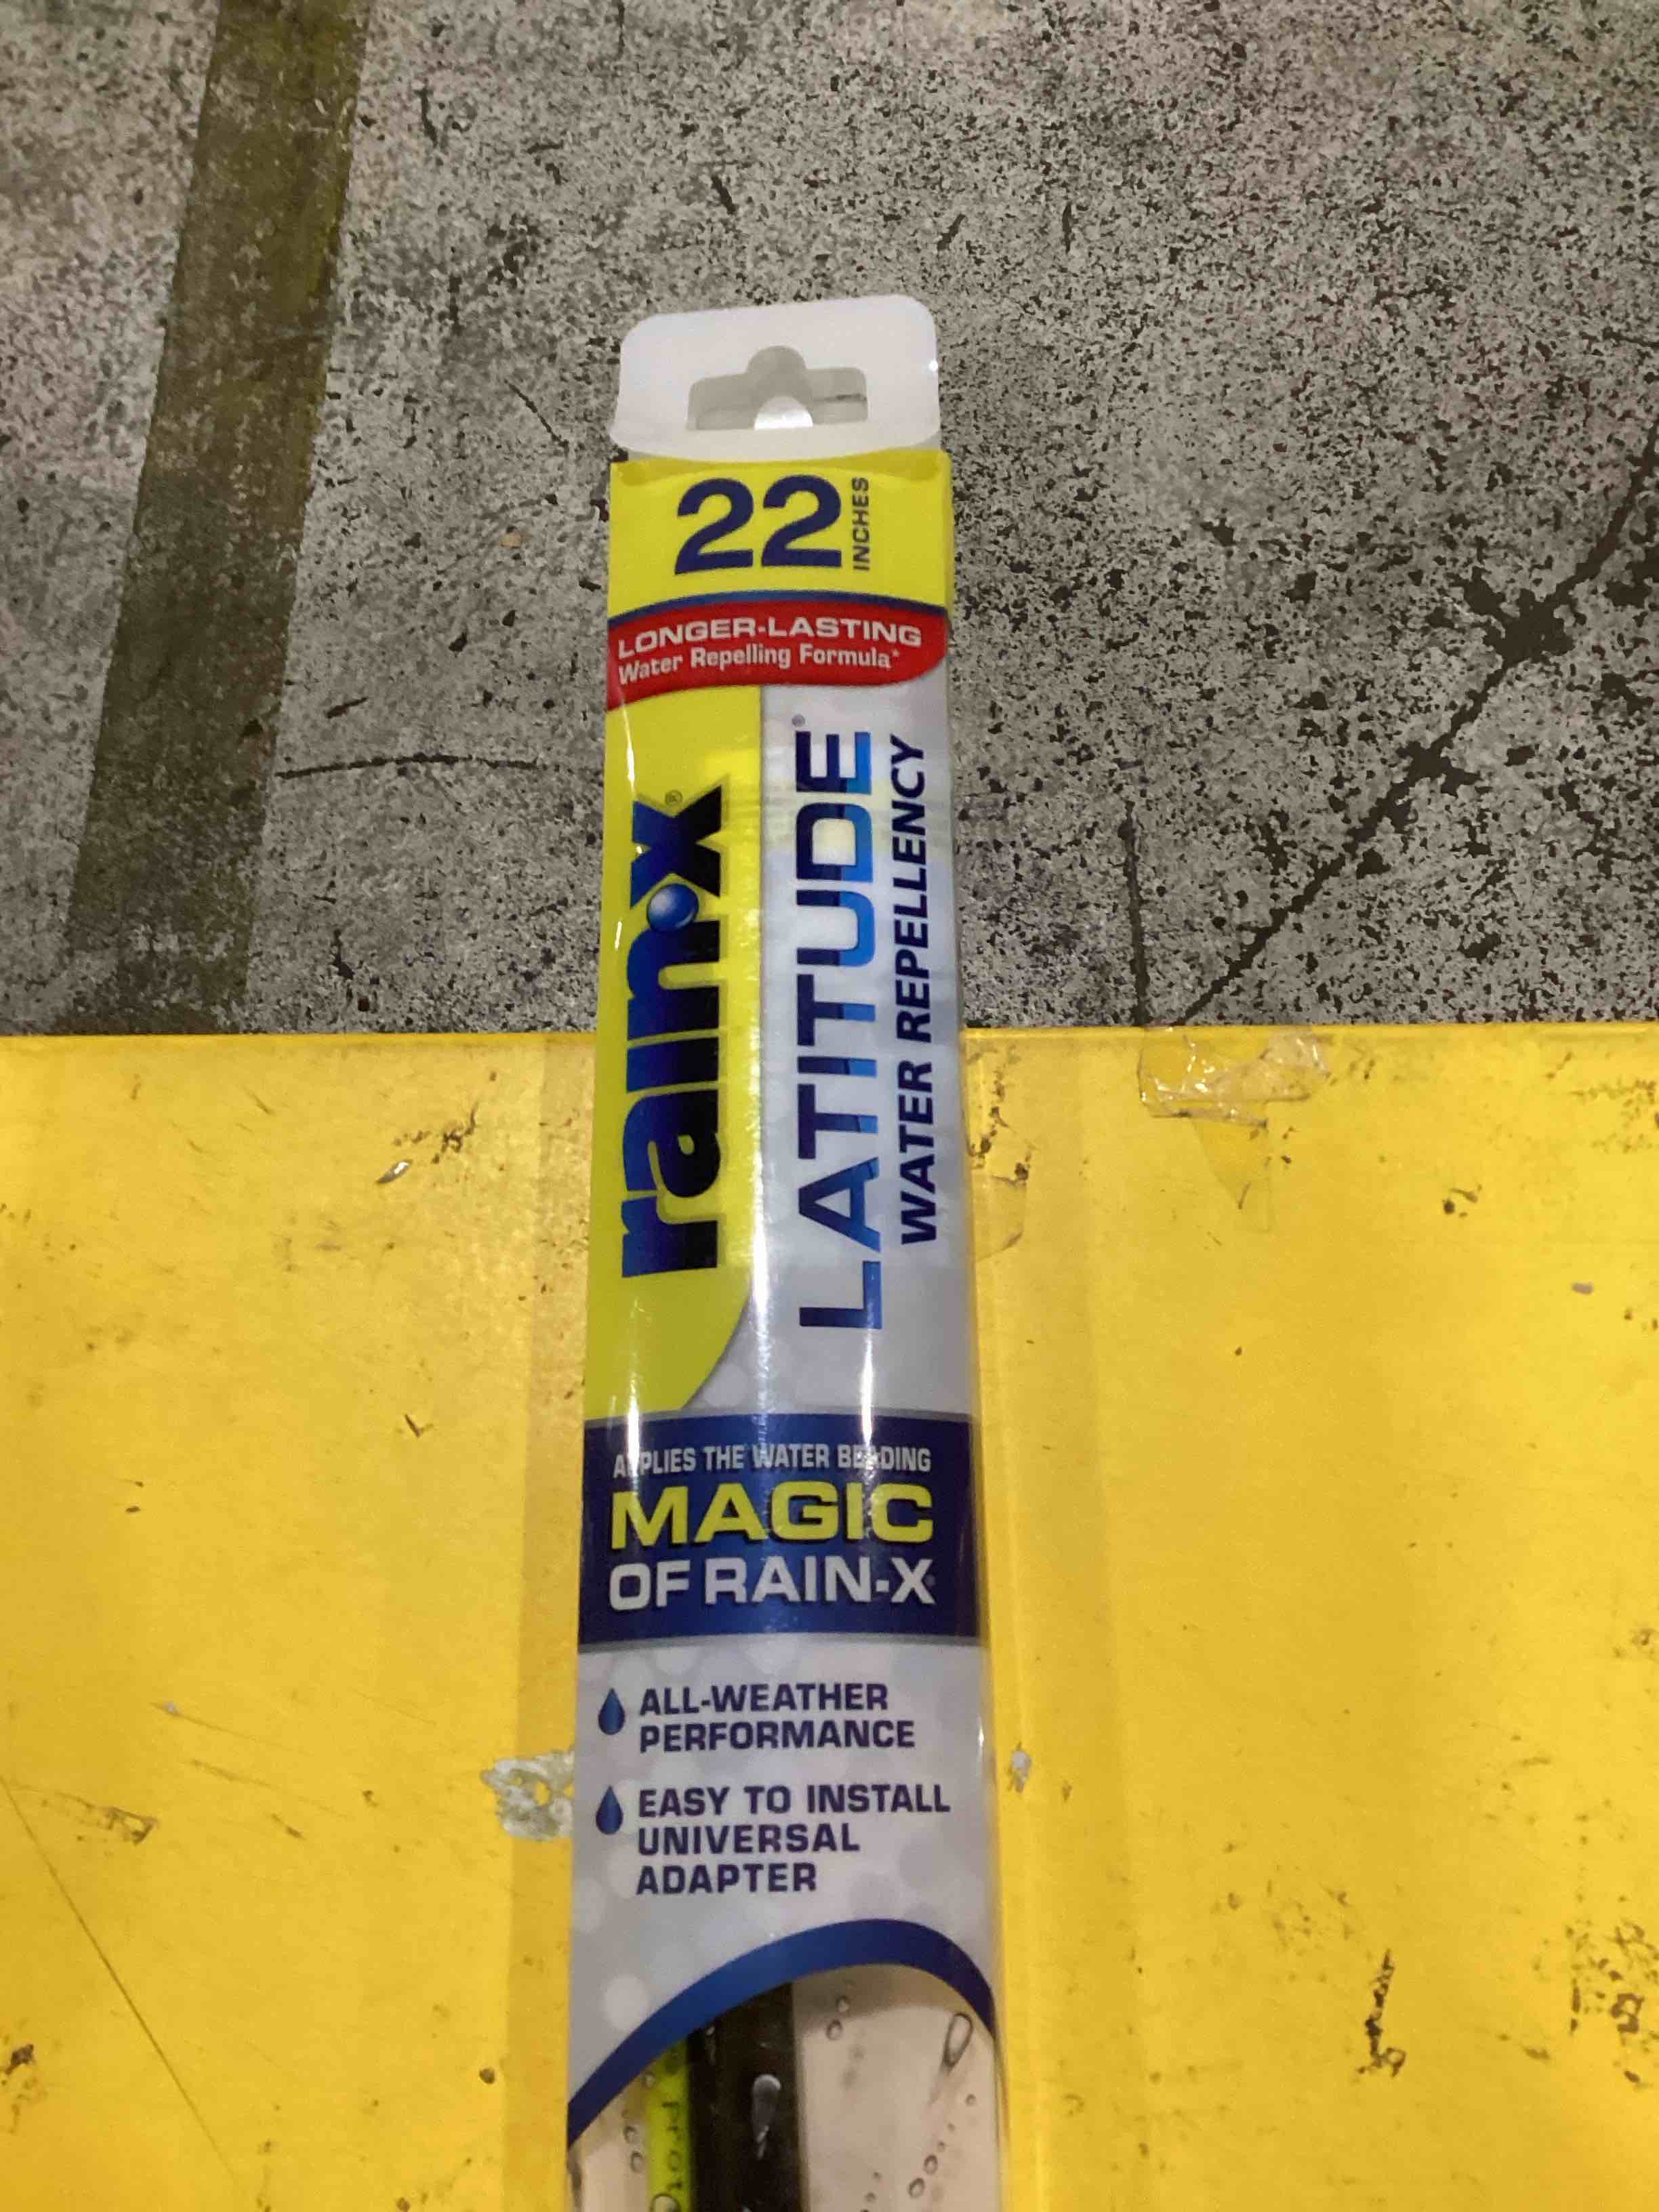 22
INCHES
LONGER-LASTING
Water Repelling Formula*
rain-x®
LATITUDE®
WATER REPELLENCY
APPLIES THE WATER BEADING
MAGIC
OF RAIN-X
ALL-WEATHER
PERFORMANCE
EASY TO INSTALL
UNIVERSAL
ADAPTER